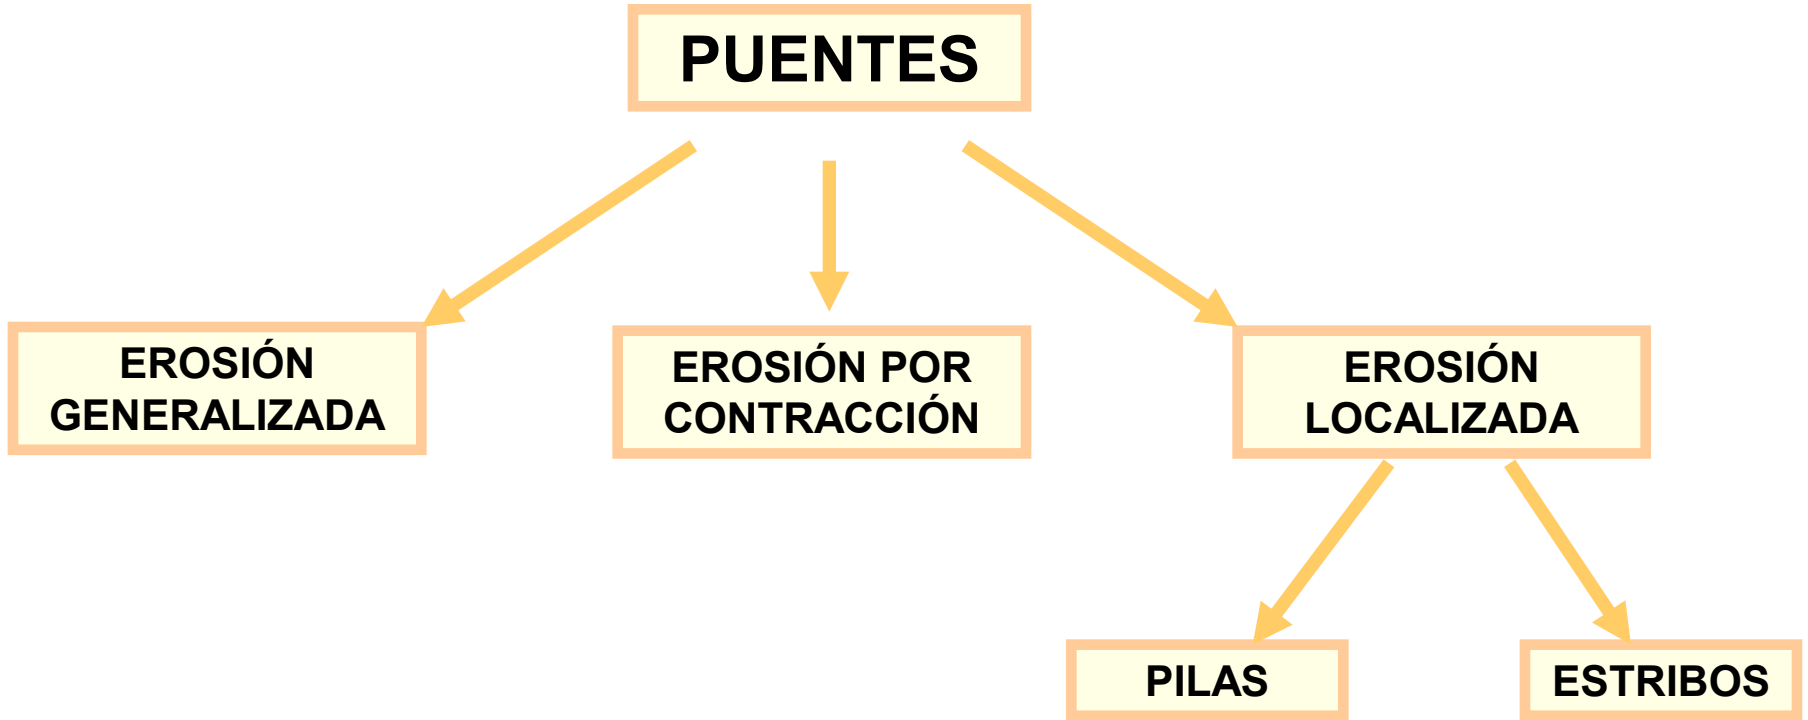 PUENTES
EROSIÓN
GENERALIZADA
EROSIÓN POR
CONTRACCIÓN
EROSIÓN
LOCALIZADA
PILAS
ESTRIBOS